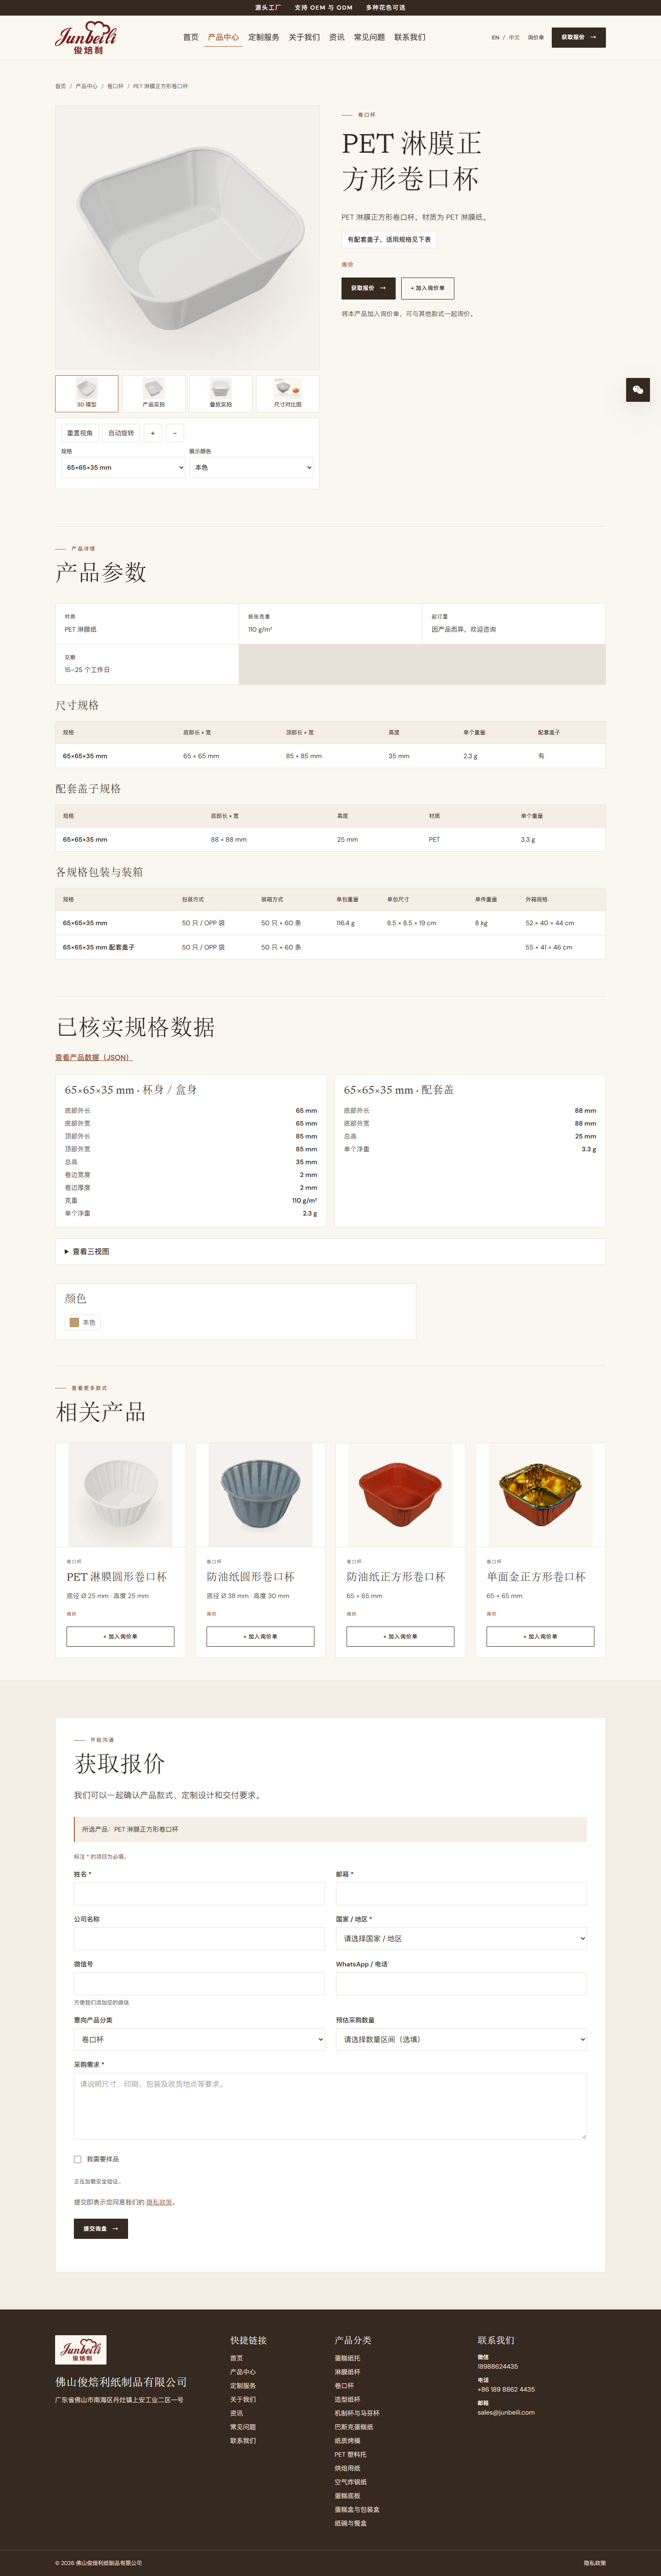 源头工厂 支持 OEM 与 ODM 多种花色可选
Junbeili
俊焙利
首页 产品中心 定制服务 关于我们 资讯 常见问题 联系我们
EN / 中文 询价单 获取报价 →
首页 / 产品中心 / 卷口杯 / PET 淋膜正方形卷口杯
卷口杯
PET 淋膜正
方形卷口杯
PET 淋膜正方形卷口杯，材质为 PET 淋膜纸。
有配套盖子，适用规格见下表
询价
获取报价 → + 加入询价单
将本产品加入询价单，可与其他款式一起询价。
3D 模型 产品实拍 叠放实拍 尺寸对比图
重置视角 自动旋转 + −
规格 展示颜色
65×65×35 mm 本色
产品详情
产品参数
材质 纸张克重 起订量
PET 淋膜纸 110 g/m² 因产品而异，欢迎咨询
交期
15–25 个工作日
尺寸规格
规格 底部长 × 宽 顶部长 × 宽 高度 单个重量 配套盖子
65×65×35 mm 65 × 65 mm 85 × 85 mm 35 mm 2.3 g 有
配套盖子规格
规格 底部长 × 宽 高度 材质 单个重量
65×65×35 mm 88 × 88 mm 25 mm PET 3.3 g
各规格包装与装箱
规格 包装方式 装箱方式 单包重量 单包尺寸 单件重量 外箱规格
65×65×35 mm 50 只 / OPP 袋 50 只 × 60 条 116.4 g 8.5 × 8.5 × 19 cm 8 kg 52 × 40 × 44 cm
65×65×35 mm 配套盖子 50 只 / OPP 袋 50 只 × 60 条 55 × 41 × 46 cm
已核实规格数据
查看产品数据（JSON）
65×65×35 mm · 杯身 / 盒身
底部外长 65 mm
底部外宽 65 mm
顶部外长 85 mm
顶部外宽 85 mm
总高 35 mm
卷边宽度 2 mm
卷边厚度 2 mm
克重 110 g/m²
单个净重 2.3 g
65×65×35 mm · 配套盖
底部外长 88 mm
底部外宽 88 mm
总高 25 mm
单个净重 3.3 g
▶ 查看三视图
颜色
本色
查看更多款式
相关产品
卷口杯
PET 淋膜圆形卷口杯
底径 Ø 25 mm · 高度 25 mm
询价
+ 加入询价单
卷口杯
防油纸圆形卷口杯
底径 Ø 38 mm · 高度 30 mm
询价
+ 加入询价单
卷口杯
防油纸正方形卷口杯
65 × 65 mm
询价
+ 加入询价单
卷口杯
单面金正方形卷口杯
65 × 65 mm
询价
+ 加入询价单
开始沟通
获取报价
我们可以一起确认产品款式、定制设计和交付要求。
所选产品：PET 淋膜正方形卷口杯
标注 * 的项目为必填。
姓名 * 邮箱 *
公司名称 国家 / 地区 *
请选择国家 / 地区
微信号 WhatsApp / 电话
方便我们添加您的微信
意向产品分类 预估采购数量
卷口杯 请选择数量区间（选填）
采购需求 *
请说明尺寸、印刷、包装及收货地点等要求。
我需要样品
正在加载安全验证…
提交即表示您同意我们的 隐私政策。
提交询盘 →
Junbeili
俊焙利
佛山俊焙利纸制品有限公司
广东省佛山市南海区丹灶镇上安工业二区一号
快捷链接
首页
产品中心
定制服务
关于我们
资讯
常见问题
联系我们
产品分类
蛋糕纸托
淋膜纸杯
卷口杯
造型纸杯
机制杯与马芬杯
巴斯克蛋糕纸
纸质烤模
PET 塑料托
烘焙用纸
空气炸锅纸
蛋糕底板
蛋糕盒与包装盒
纸碗与餐盒
联系我们
微信
18988624435
电话
+86 189 8862 4435
邮箱
sales@junbeili.com
© 2026 佛山俊焙利纸制品有限公司 隐私政策